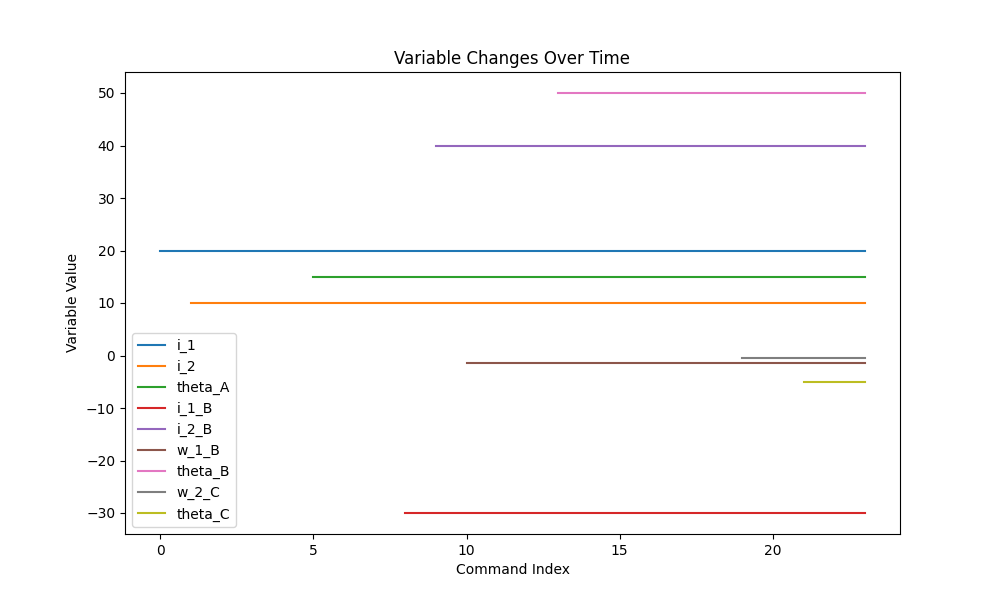 Variable Changes Over Time
Variable Value
50
40
30
20
10
0
−10
−20
−30
i_1
i_2
theta_A
i_1_B
i_2_B
w_1_B
theta_B
w_2_C
theta_C
0 5 10 15 20
Command Index